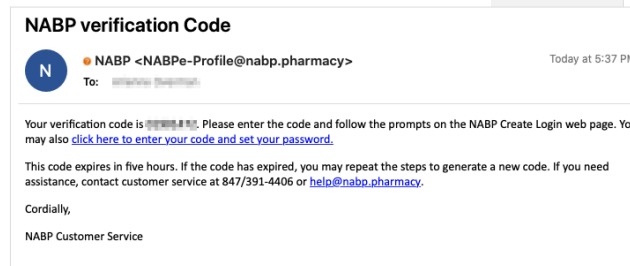 NABP verification Code
N
NABP <NABPe-Profile@nabp.pharmacy>
Today at 5:37 PM
To:
Your verification code is . Please enter the code and follow the prompts on the NABP Create Login web page. Yo
may also click here to enter your code and set your password.
This code expires in five hours. If the code has expired, you may repeat the steps to generate a new code. If you need
assistance, contact customer service at 847/391-4406 or help@nabp.pharmacy.
Cordially,
NABP Customer Service